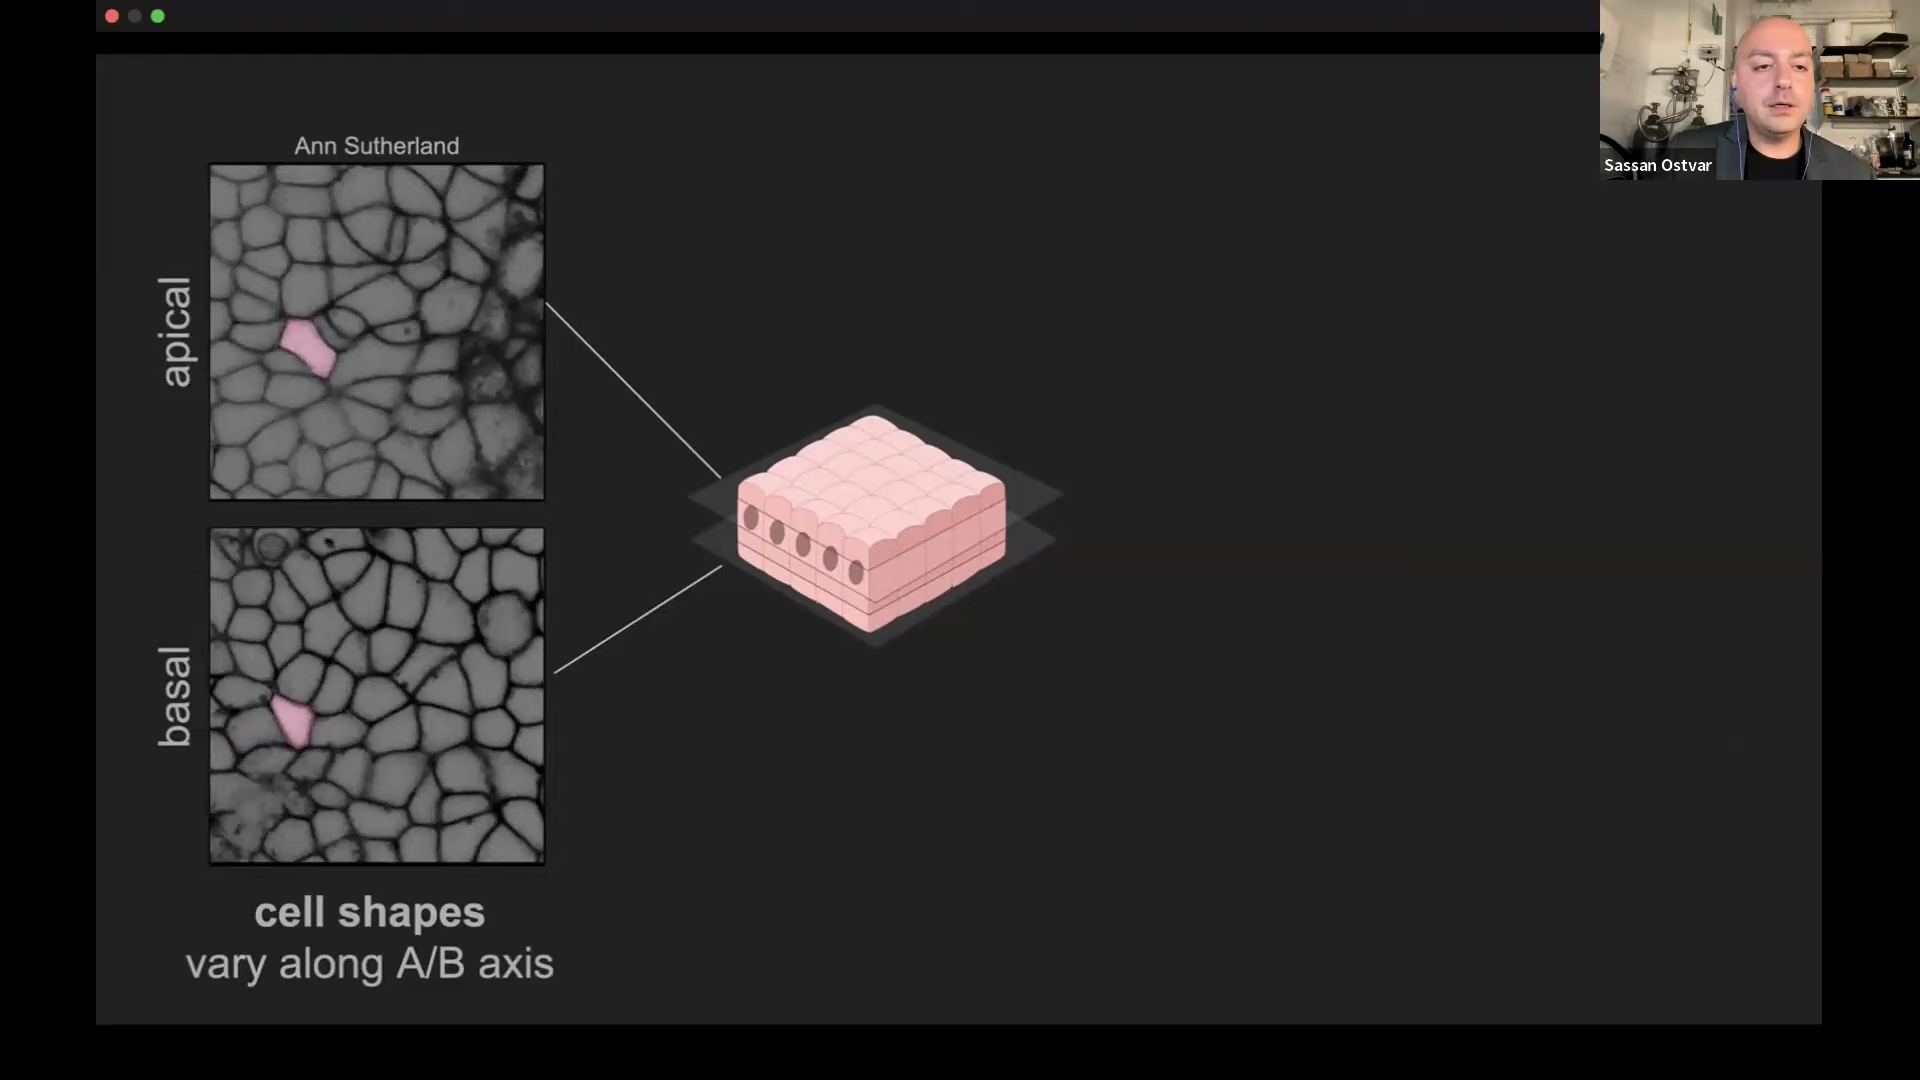 Ann Sutherland
apical
basal
cell shapes
vary along A/B axis
Sassan Ostvar